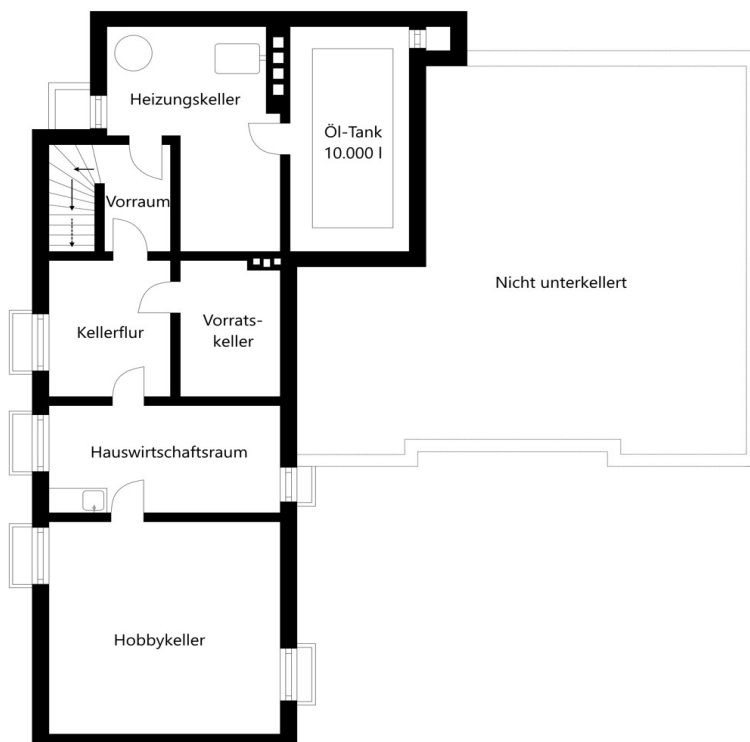 Heizungskeller
Öl-Tank
10.000 l
Vorraum
Nicht unterkellert
Kellerflur
Vorrats-
keller
Hauswirtschaftsraum
Hobbykeller